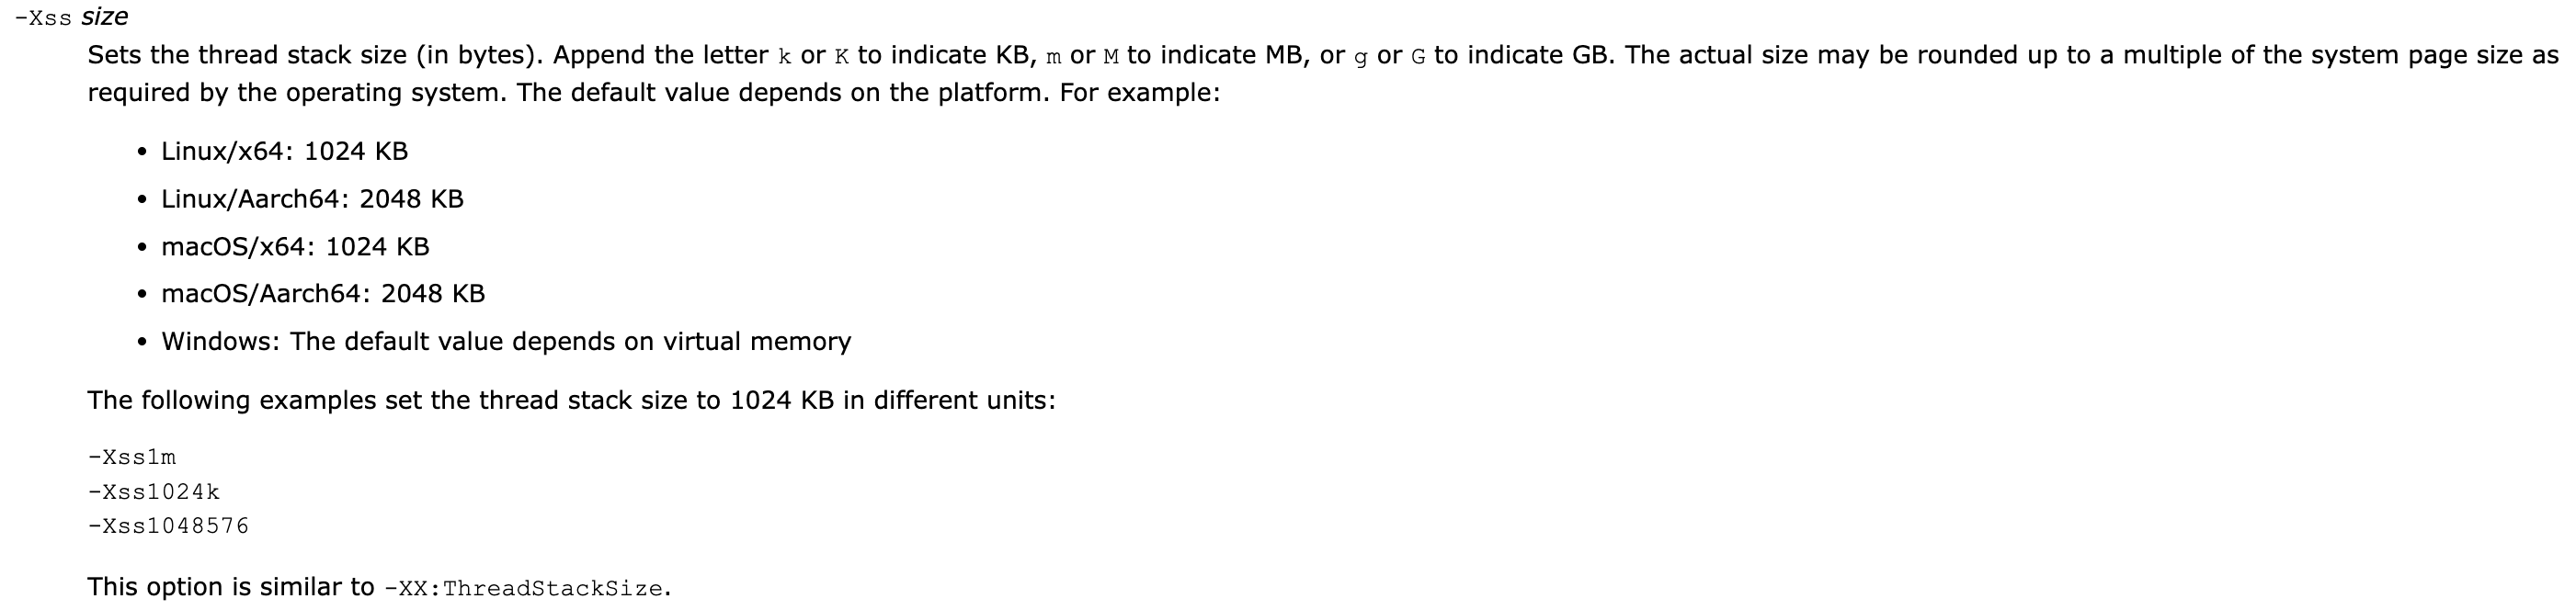 -Xss size
Sets the thread stack size (in bytes). Append the letter k or K to indicate KB, m or M to indicate MB, or g or G to indicate GB. The actual size may be rounded up to a multiple of the system page size as
required by the operating system. The default value depends on the platform. For example:
• Linux/x64: 1024 KB
• Linux/Aarch64: 2048 KB
• macOS/x64: 1024 KB
• macOS/Aarch64: 2048 KB
• Windows: The default value depends on virtual memory
The following examples set the thread stack size to 1024 KB in different units:
-Xss1m
-Xss1024k
-Xss1048576
This option is similar to -XX:ThreadStackSize.